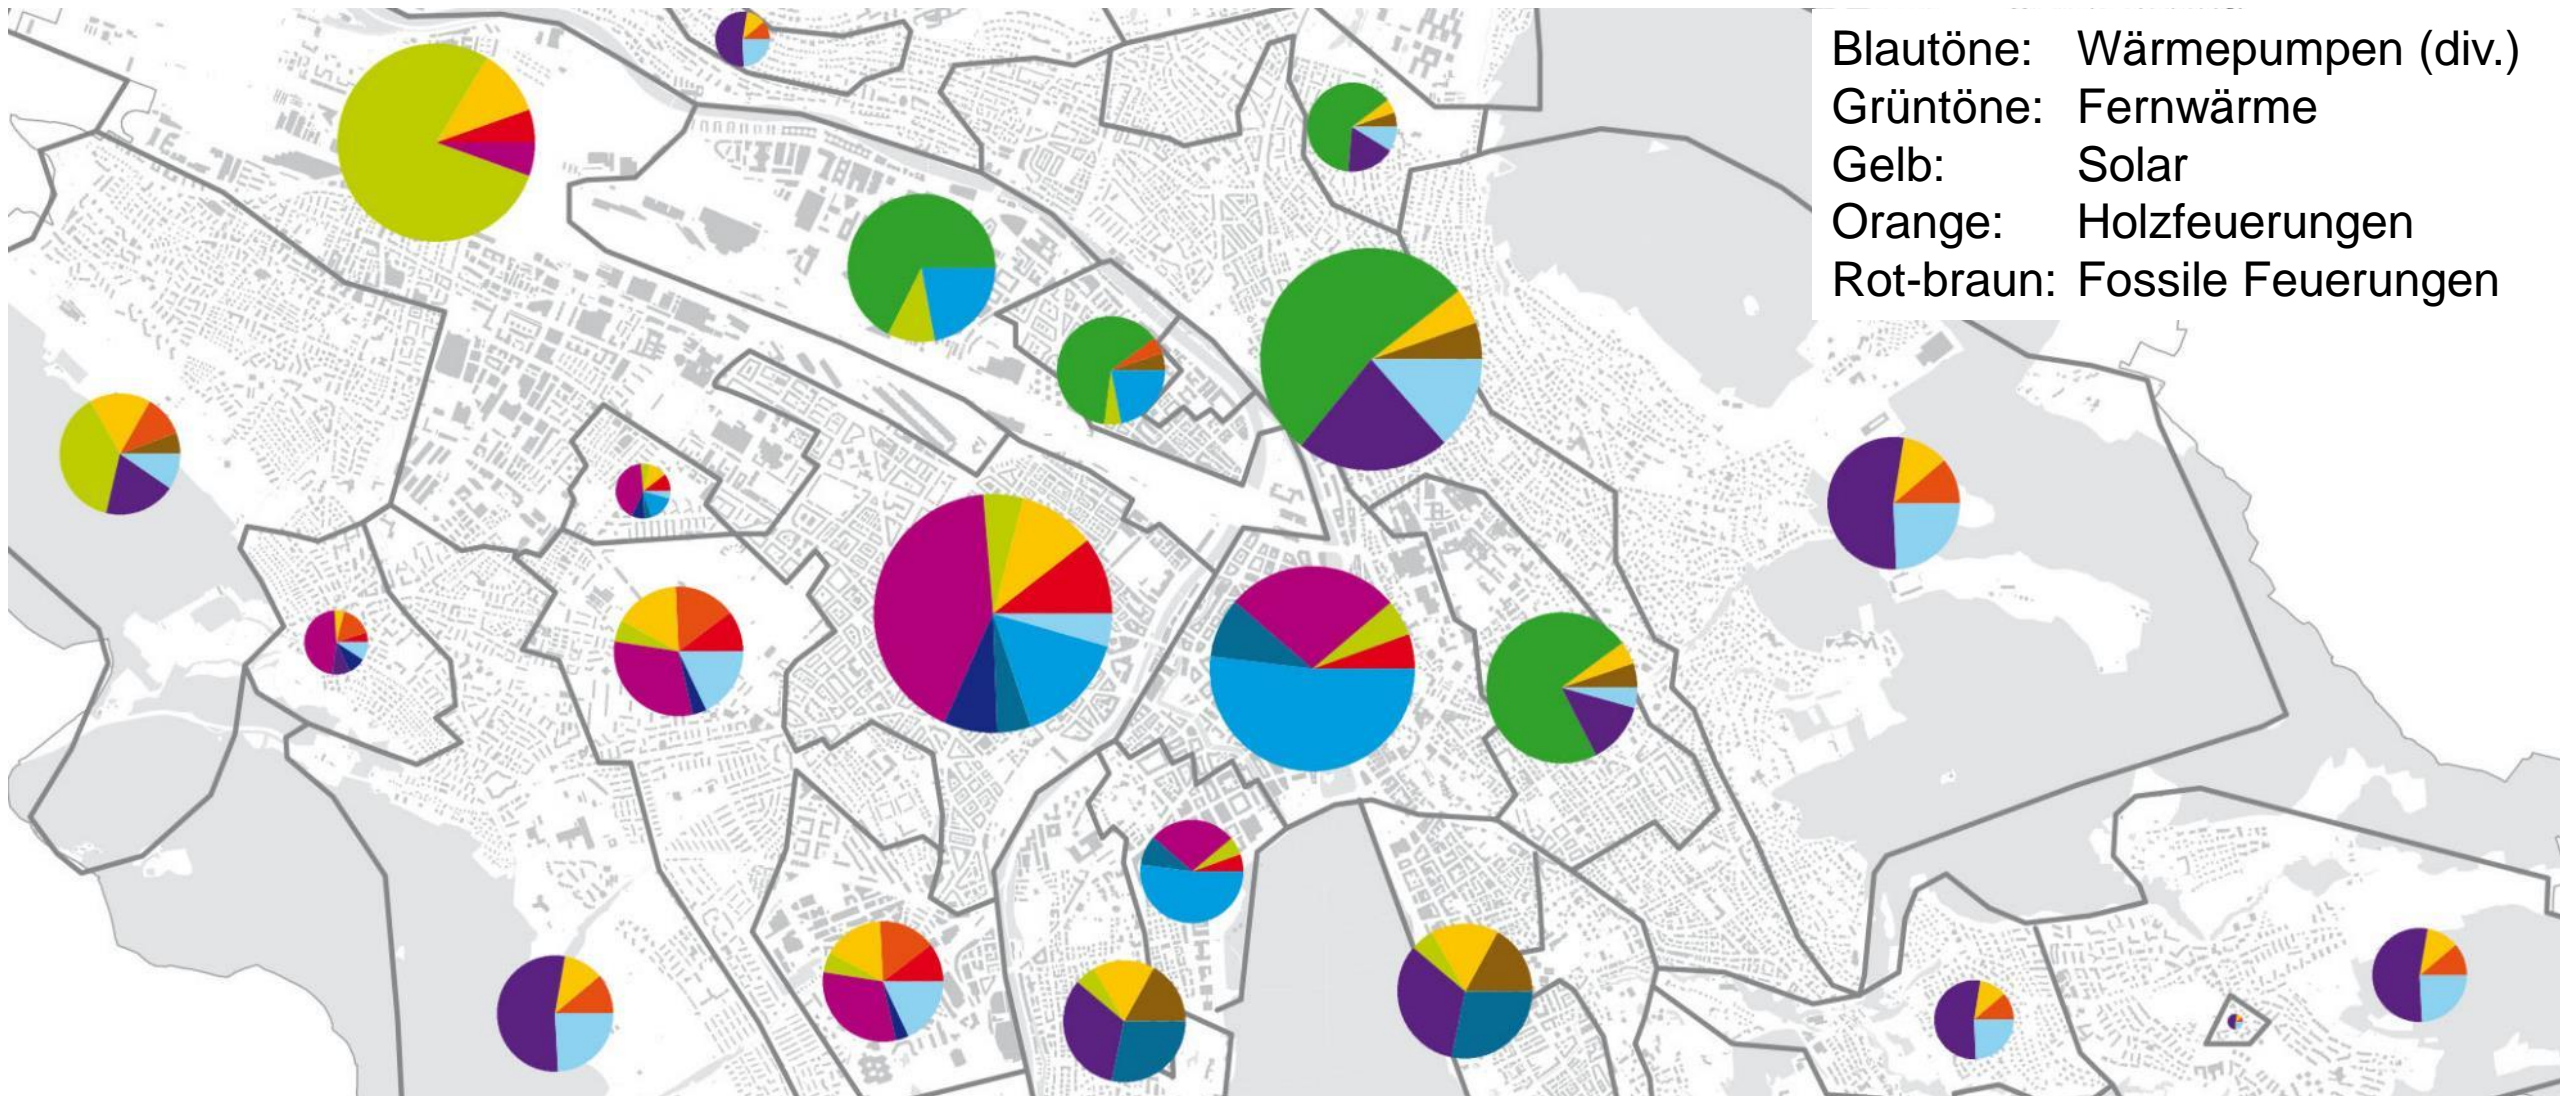 Blautöne: Wärmepumpen (div.)
Grüntöne: Fernwärme
Gelb: Solar
Orange: Holzfeuerungen
Rot-braun: Fossile Feuerungen